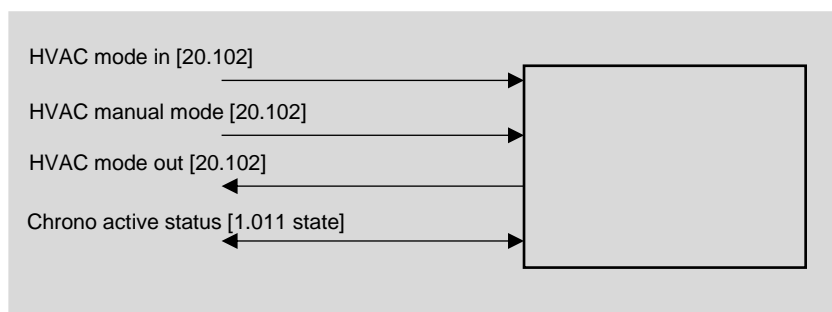 HVAC mode in [20.102]
HVAC manual mode [20.102]
HVAC mode out [20.102]
Chrono active status [1.011 state]